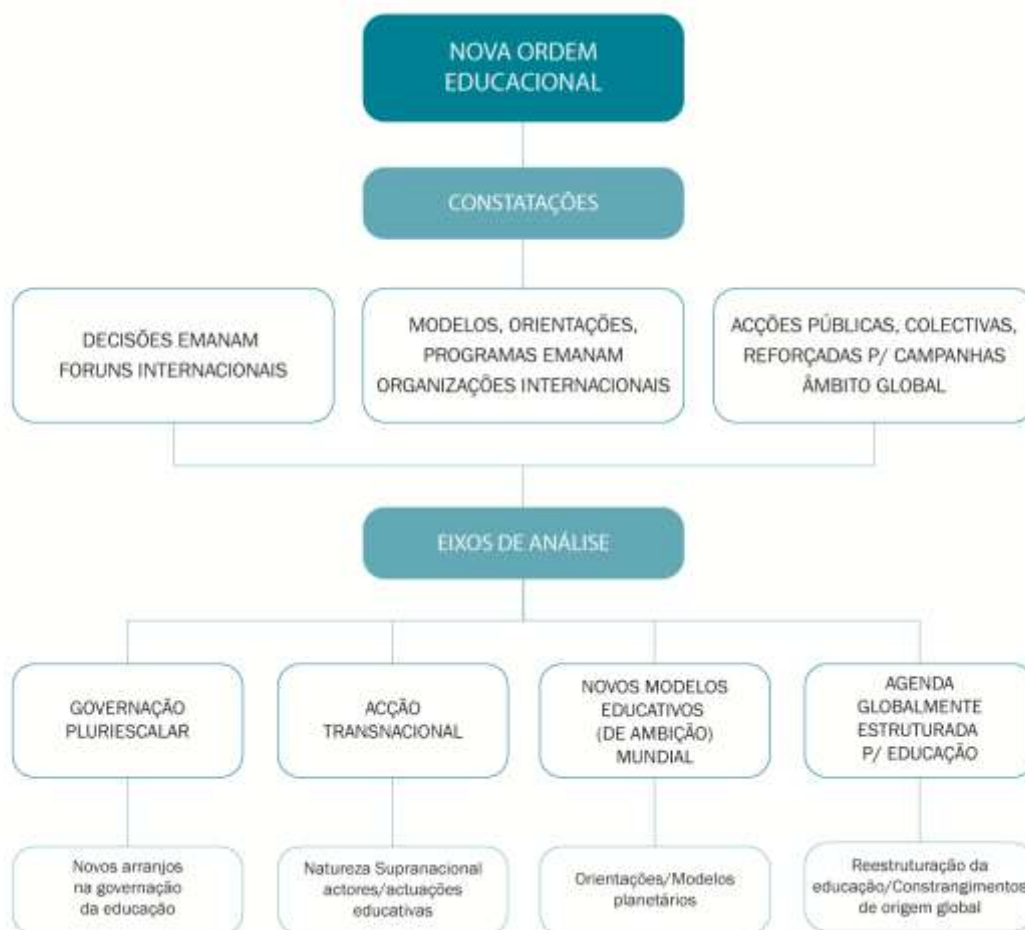 NOVA ORDEM
EDUCACIONAL
CONSTATAÇÕES
DECISÕES EMANAM
FORUNS INTERNACIONAIS
MODELOS, ORIENTAÇÕES,
PROGRAMAS EMANAM
ORGANIZAÇÕES INTERNACIONAIS
ACÇÕES PÚBLICAS, COLECTIVAS,
REFORÇADAS P/ CAMPANHAS
ÂMBITO GLOBAL
EIXOS DE ANÁLISE
GOVERNAÇÃO
PLURIESCALAR
ACÇÃO
TRANSNACIONAL
NOVOS MODELOS
EDUCATIVOS
(DE AMBIÇÃO)
MUNDIAL
AGENDA
GLOBALMENTE
ESTRUTURADA
P/ EDUCAÇÃO
Novos arranjos
na governação
da educação
Natureza Supranacional
actores/actuações
educativas
Orientações/Modelos
planetários
Reestruturação da
educação/Constrangimentos
de origem global